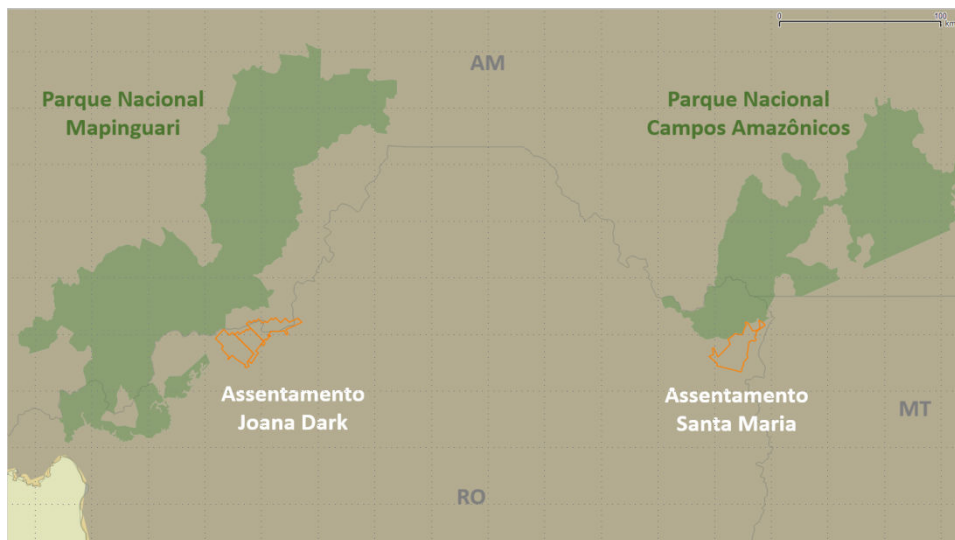 0 100
km
AM
Parque Nacional
Mapinguari
Parque Nacional
Campos Amazônicos
Assentamento
Joana Dark
Assentamento
Santa Maria
MT
RO